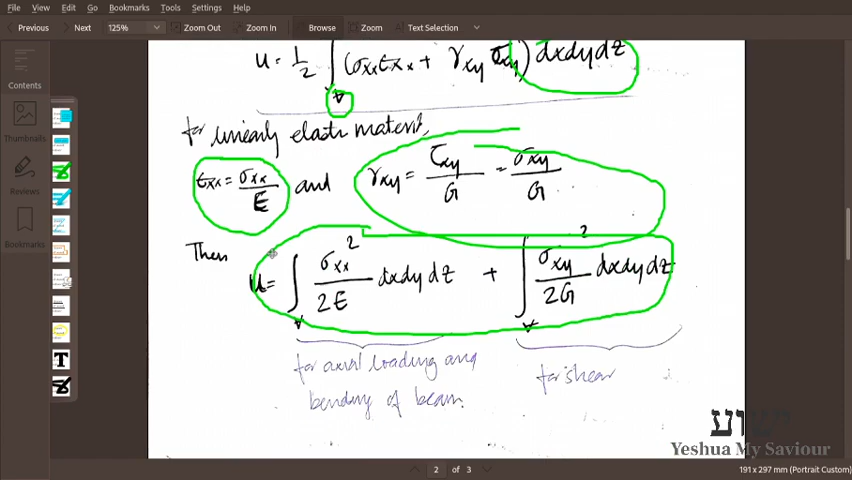 Previous Next 125% Zoom Out Zoom In Browse Zoom Text Selection
File Edit View Go Bookmarks Tools Settings Help
Contents
Thumbnails
Reviews
Bookmarks
T
U = 1/2 ∫∀ (σxx εxx + γxy σxy) dxdydz
for linearly elastic material,
εxx = σxx/E and γxy = τxy/G = σxy/G
Then U = ∫∀ σxx²/2E dxdydz + ∫∀ σxy²/2G dxdydz
for axial loading and
bending of beam.
for shear
ישוע
Yeshua My Saviour
2 of 3
191 x 297 mm (Portrait Custom)